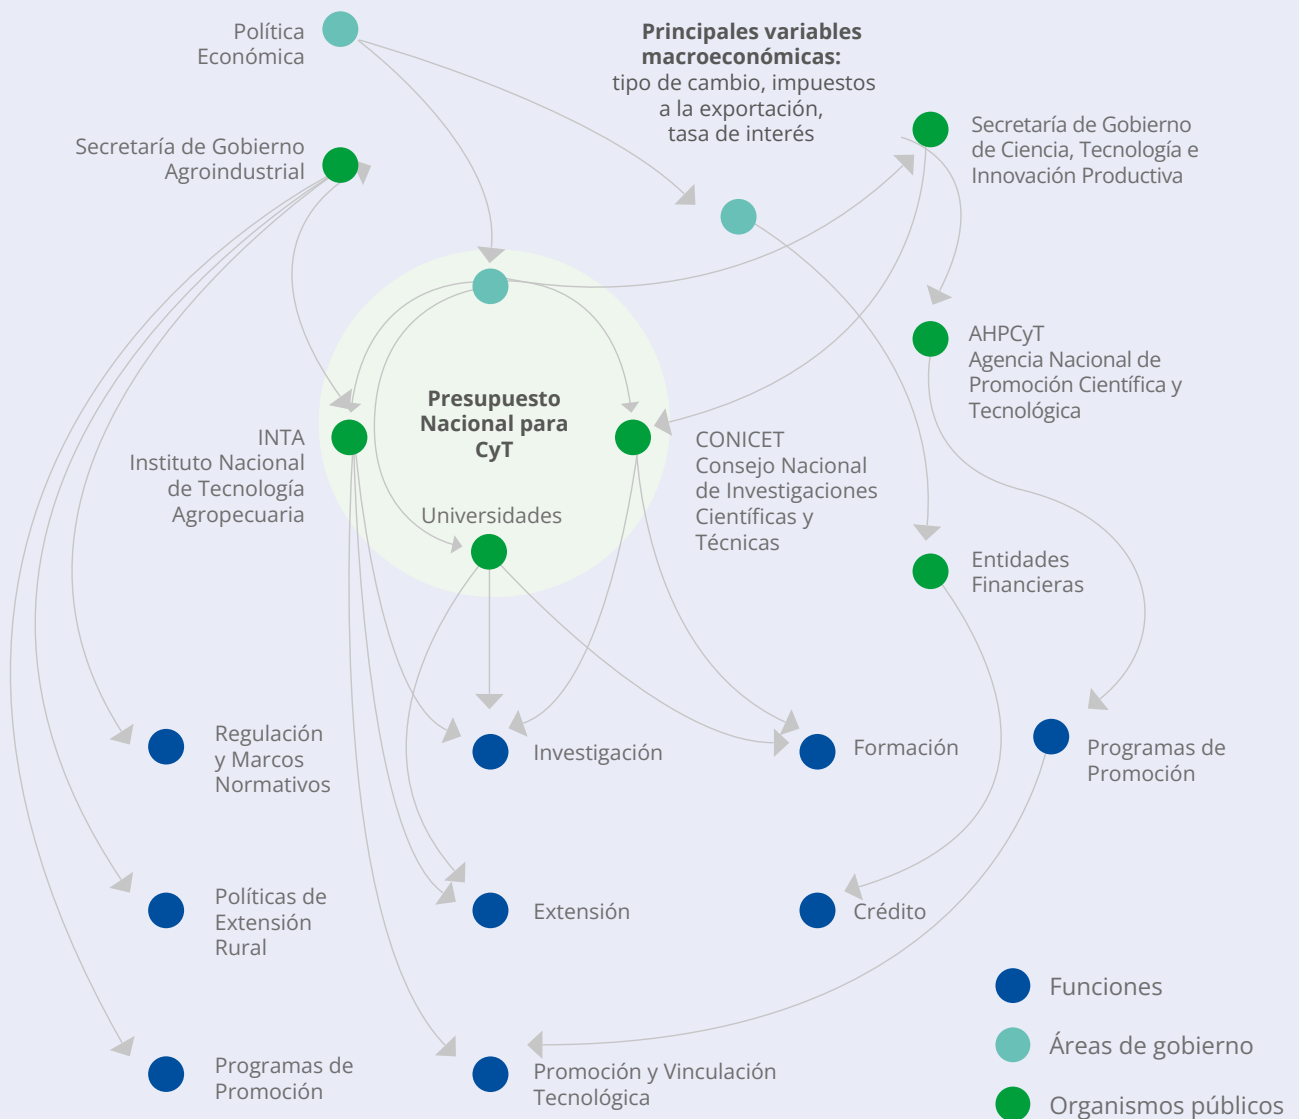 Política
Económica
Principales variables
macroeconómicas:
tipo de cambio, impuestos
a la exportación,
tasa de interés
Secretaría de Gobierno
Agroindustrial
Secretaría de Gobierno
de Ciencia, Tecnología e
Innovación Productiva
AHPCyT
Agencia Nacional de
Promoción Científica y
Tecnológica
Presupuesto
Nacional para
CyT
INTA
Instituto Nacional
de Tecnología
Agropecuaria
CONICET
Consejo Nacional
de Investigaciones
Científicas y
Técnicas
Universidades
Entidades
Financieras
Regulación
y Marcos
Normativos
Investigación
Formación
Programas de
Promoción
Políticas de
Extensión
Rural
Extensión
Crédito
Programas de
Promoción
Promoción y Vinculación
Tecnológica
Funciones
Áreas de gobierno
Organismos públicos